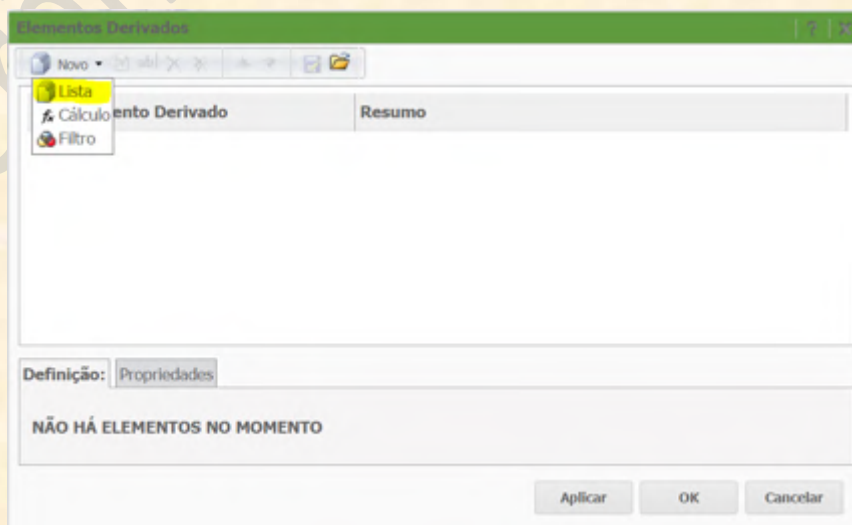 Elementos Derivados
Novo
Lista
Cálculo
Filtro
ento Derivado
Resumo
Definição:
Propriedades
NÃO HÁ ELEMENTOS NO MOMENTO
Aplicar
OK
Cancelar